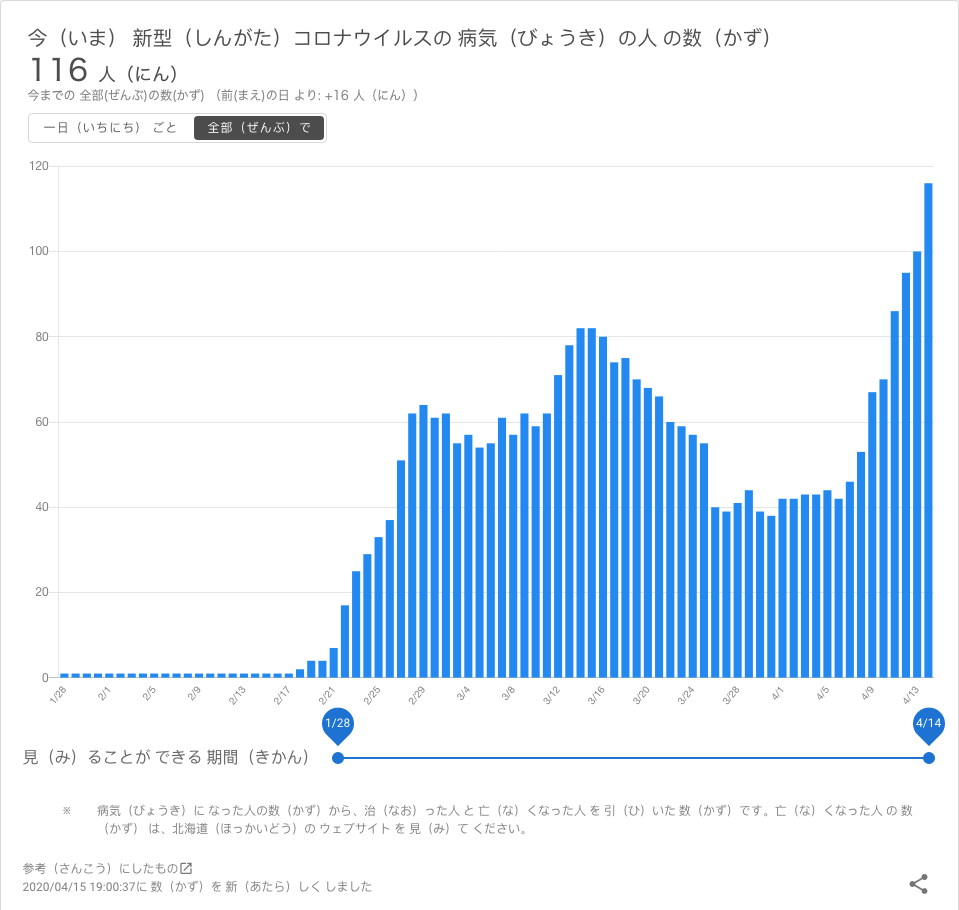 今（いま） 新型（しんがた）コロナウイルスの 病気（びょうき）の人 の数（かず）
116 人（にん）
今までの 全部(ぜんぶ)の数(かず) （前(まえ)の日 より: +16 人（にん））
一日（いちにち） ごと 全部（ぜんぶ）で
120
100
80
60
40
20
0
1/28 2/1 2/5 2/9 2/13 2/17 2/21 2/25 2/29 3/4 3/8 3/12 3/16 3/20 3/24 3/28 4/1 4/5 4/9 4/13
1/28 4/14
見（み）ることが できる 期間（きかん）
※ 病気（びょうき）に なった人の数（かず）から、治（なお）った人 と 亡（な）くなった人 を 引（ひ）いた 数（かず）です。亡（な）くなった人 の 数
（かず） は、北海道（ほっかいどう）の ウェブサイト を 見（み）て ください。
参考（さんこう）にしたもの
2020/04/15 19:00:37に 数（かず）を 新（あたら）しく しました